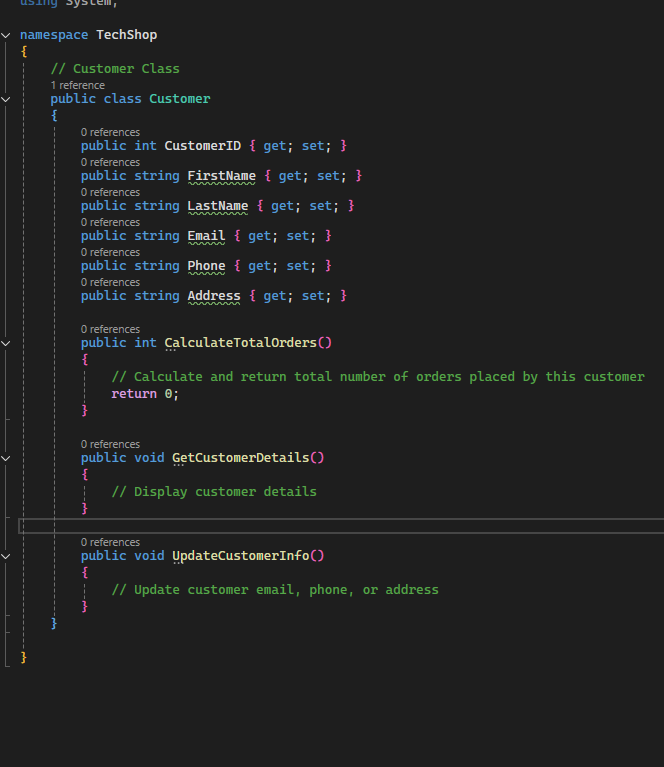 using System;
namespace TechShop
{
// Customer Class
1 reference
public class Customer
{
0 references
public int CustomerID { get; set; }
0 references
public string FirstName { get; set; }
0 references
public string LastName { get; set; }
0 references
public string Email { get; set; }
0 references
public string Phone { get; set; }
0 references
public string Address { get; set; }
0 references
public int CalculateTotalOrders()
{
// Calculate and return total number of orders placed by this customer
return 0;
}
0 references
public void GetCustomerDetails()
{
// Display customer details
}
0 references
public void UpdateCustomerInfo()
{
// Update customer email, phone, or address
}
}
}